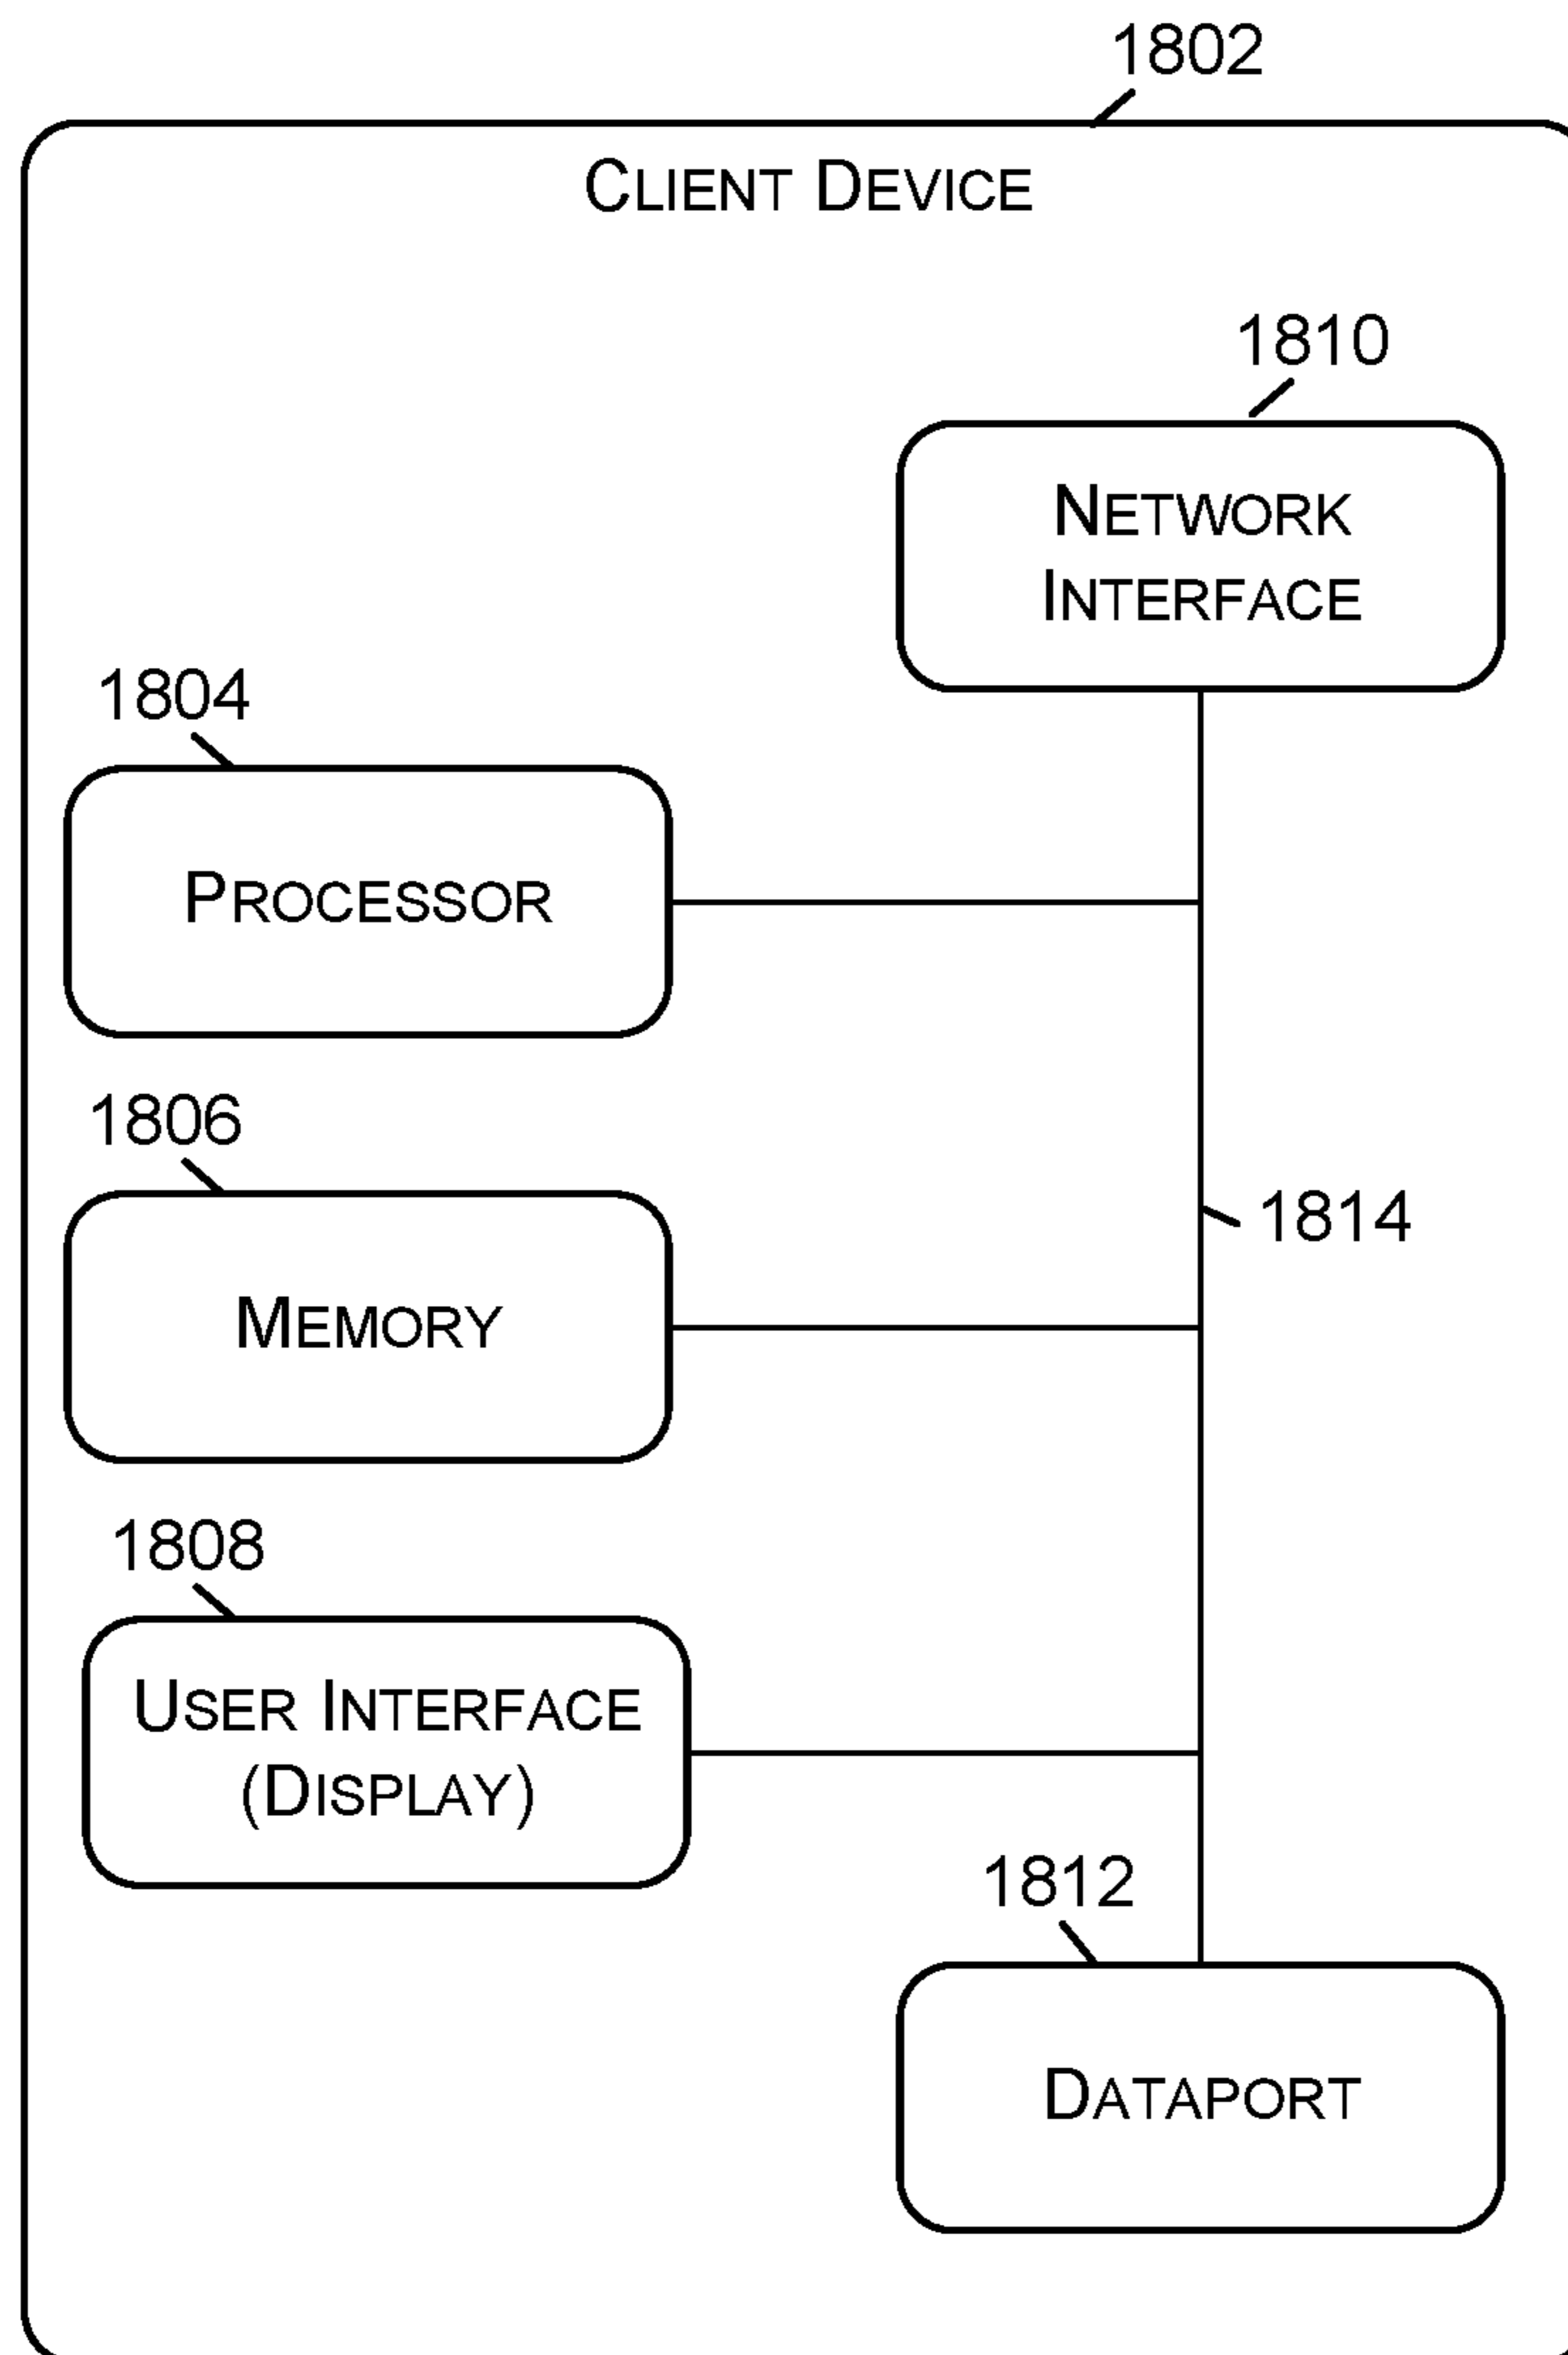 1802
CLIENT DEVICE
1810
NETWORK
INTERFACE
1804
PROCESSOR
1806
1814
MEMORY
1808
USER INTERFACE
(DISPLAY)
1812
DATAPORT